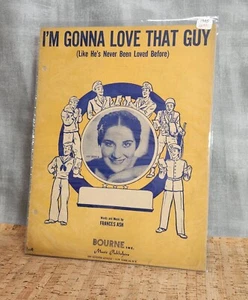 I'M GONNA LOVE THAT GUY
(Like He's Never Been Loved Before)
Words and Music by
FRANCES ASH
BOURNE INC.
Music Publishers